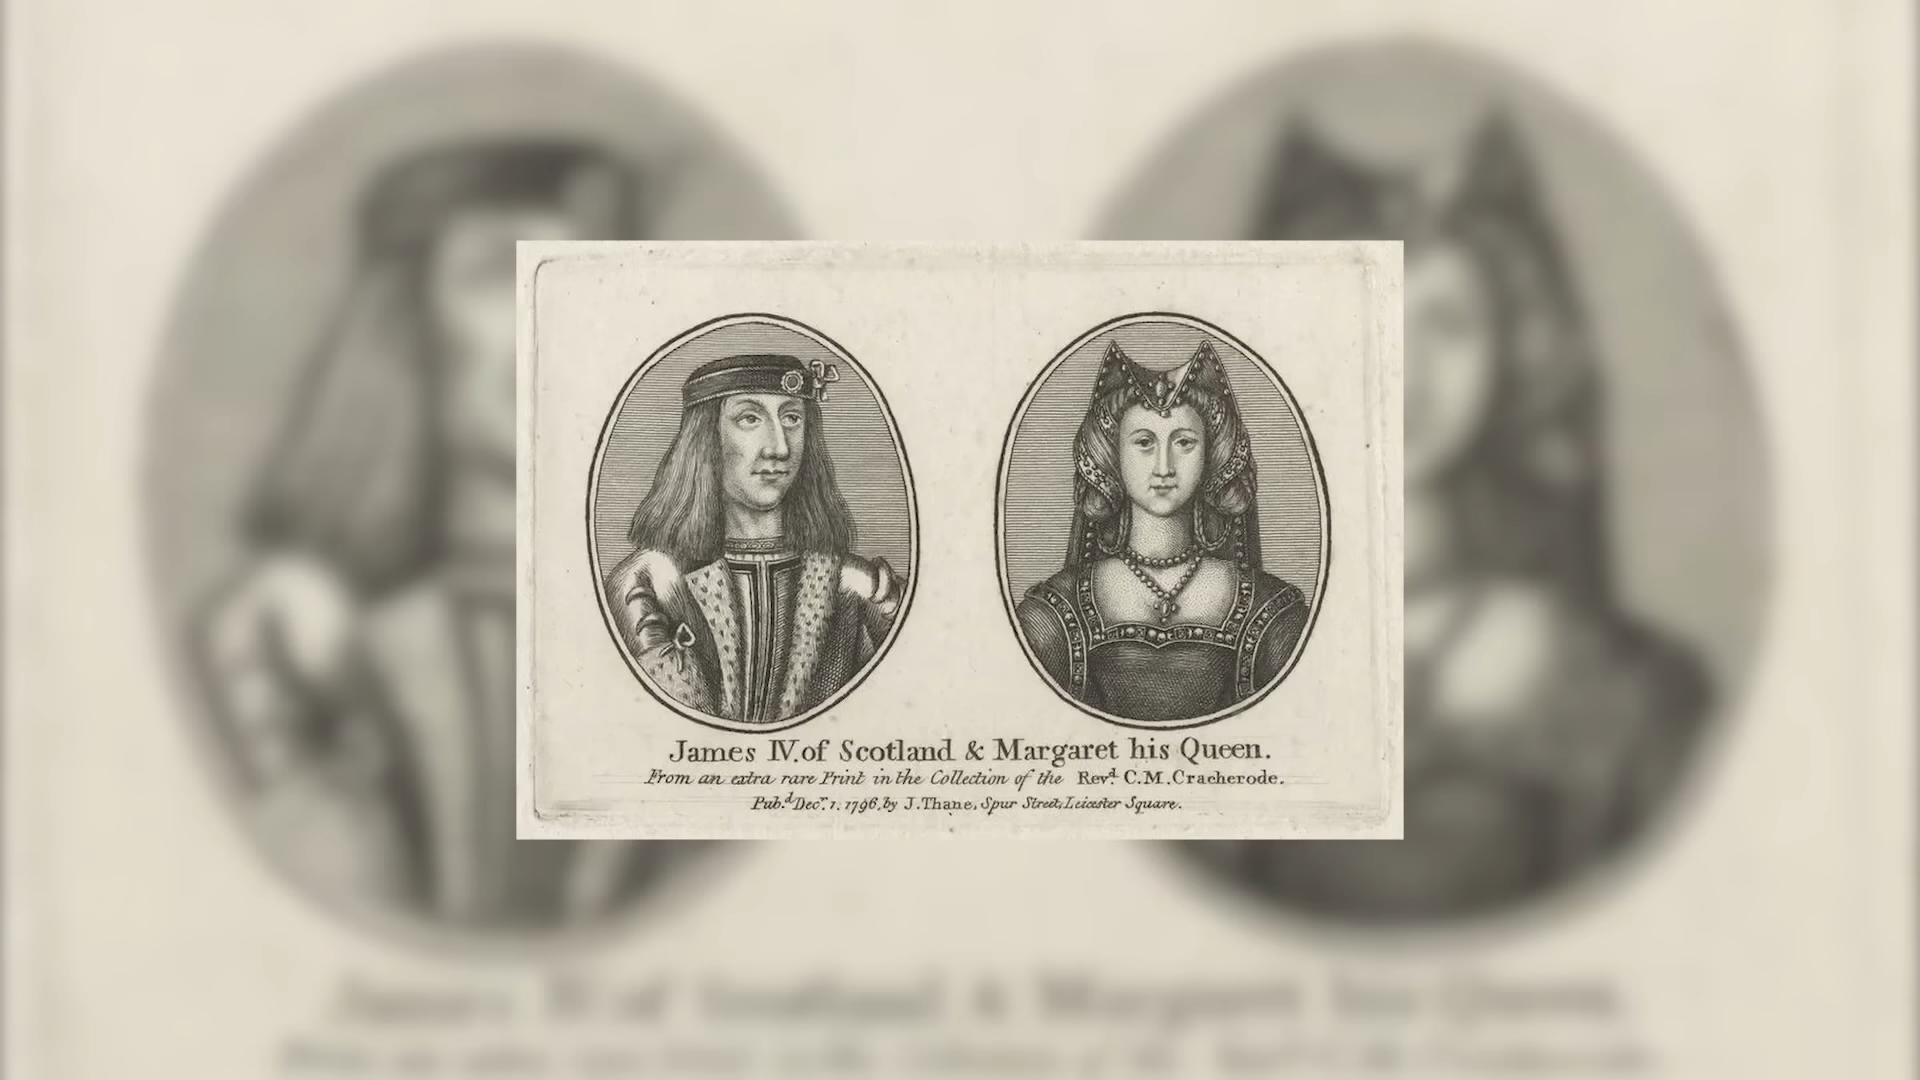 James IV. of Scotland & Margaret his Queen.
From an extra rare Print in the Collection of the Revd. C.M. Cracherode.
Pub.d Decr. 1. 1796, by J. Thane, Spur Street, Leicester Square.